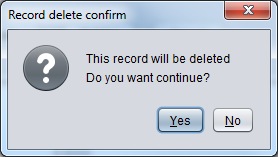 Record delete confirm
This record will be deleted
Do you want continue?
Yes No